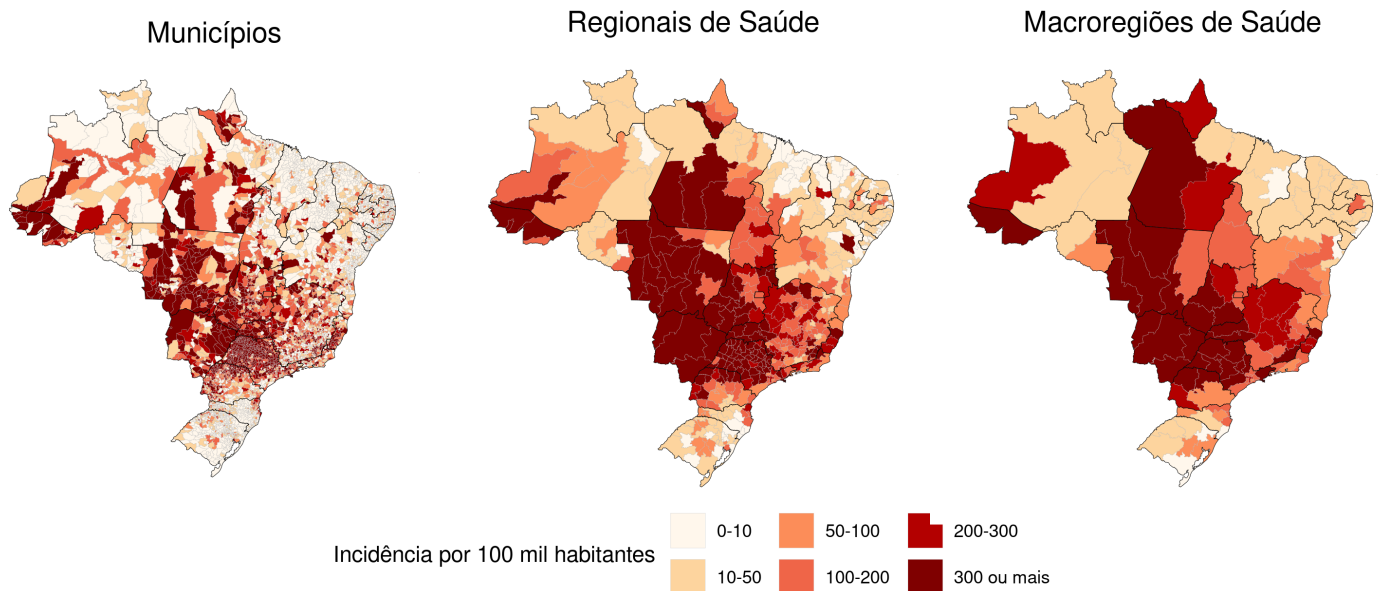 Municípios
Regionais de Saúde
Macroregiões de Saúde
Incidência por 100 mil habitantes
0-10
50-100
200-300
10-50
100-200
300 ou mais